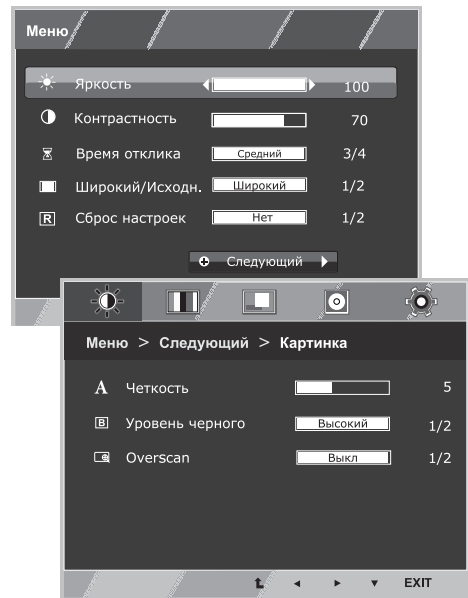 Меню
Яркость 100
Контрастность 70
Время отклика Средний 3/4
Широкий/Исходн. Широкий 1/2
R Сброс настроек Нет 1/2
Следующий
Меню > Следующий > Картинка
A Четкость 5
B Уровень черного Высокий 1/2
Overscan Выкл 1/2
EXIT